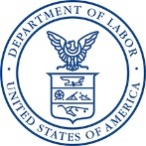 DEPARTMENT OF LABOR
UNITED STATES OF AMERICA